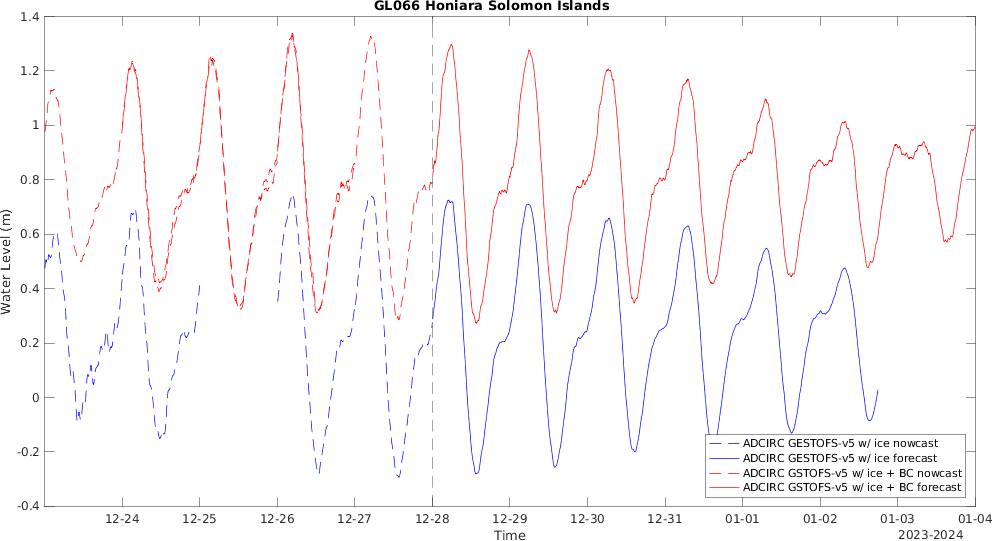 GL066 Honiara Solomon Islands
1.4
1.2
1
0.8
0.6
0.4
0.2
0
-0.2
-0.4
Water Level (m)
ADCIRC GESTOFS-v5 w/ ice nowcast
ADCIRC GESTOFS-v5 w/ ice forecast
ADCIRC GSTOFS-v5 w/ ice + BC nowcast
ADCIRC GSTOFS-v5 w/ ice + BC forecast
12-24 12-25 12-26 12-27 12-28 12-29 12-30 12-31 01-01 01-02 01-03 01-04
Time
2023-2024